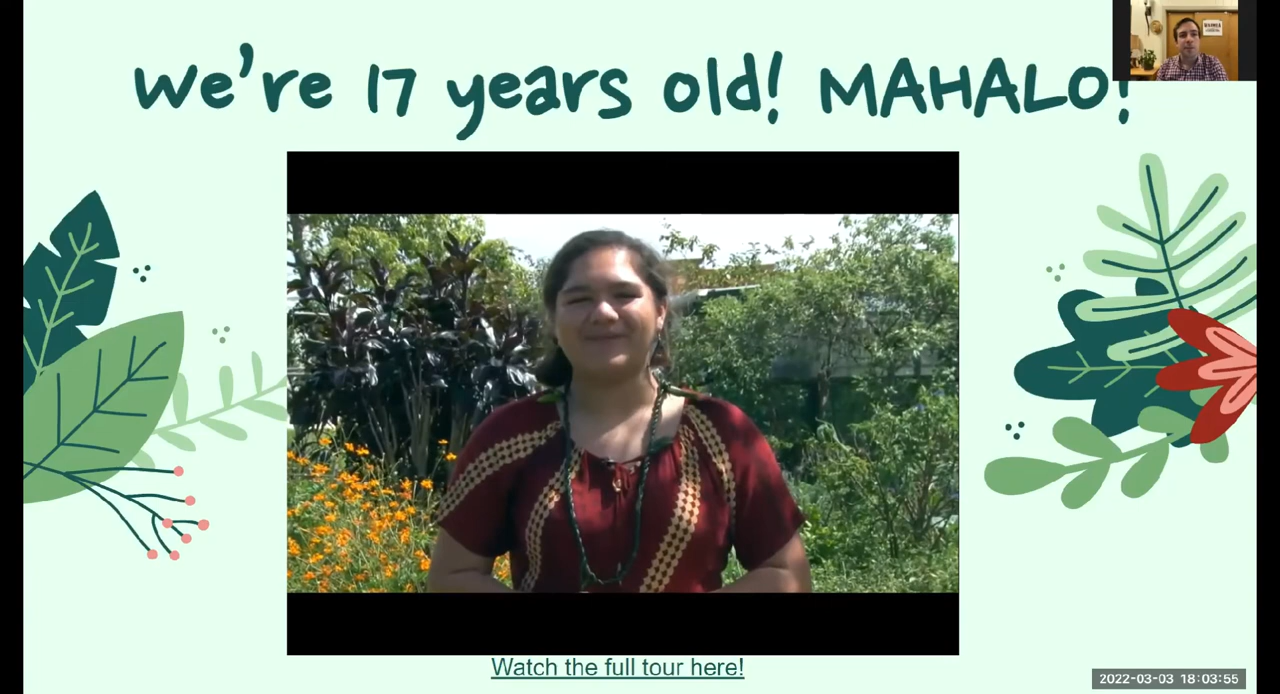 We're 17 years old! MAHALO!
Watch the full tour here!
2022-03-03 18:03:55